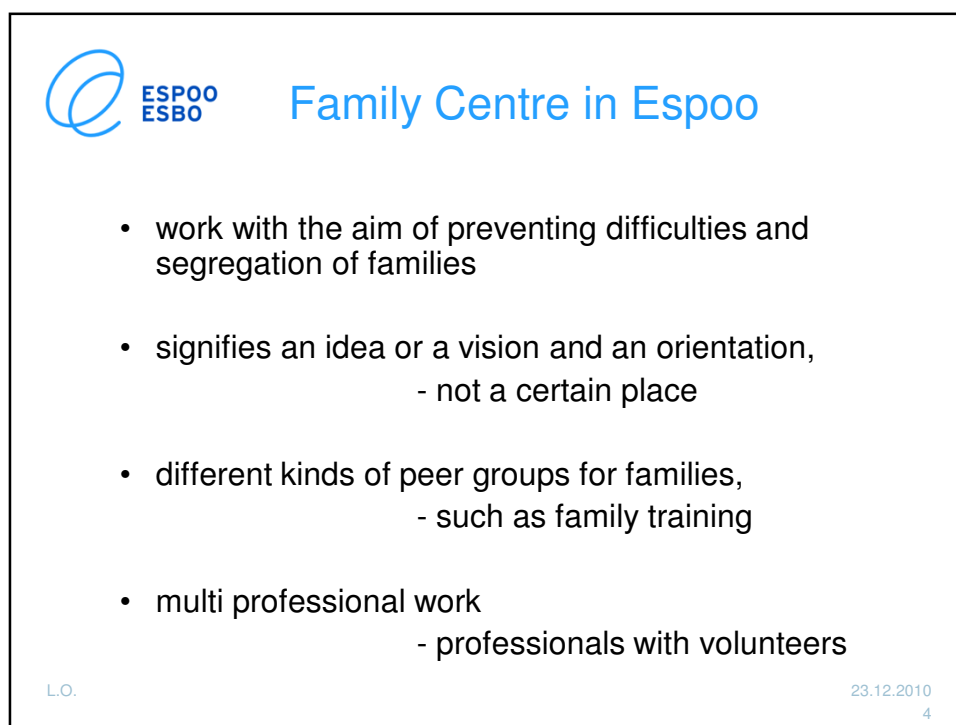 ESPOO
ESBO
Family Centre in Espoo
• work with the aim of preventing difficulties and
segregation of families
• signifies an idea or a vision and an orientation,
- not a certain place
• different kinds of peer groups for families,
- such as family training
• multi professional work
- professionals with volunteers
L.O.
23.12.2010
4